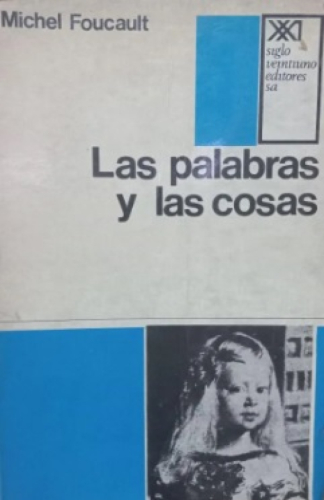 Michel Foucault
XXI
siglo
veintiuno
editores
sa
Las palabras
y las cosas